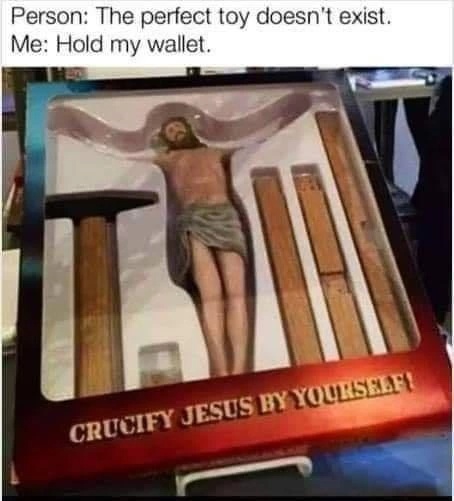 Person: The perfect toy doesn't exist.
Me: Hold my wallet.
CRUCIFY JESUS BY YOURSELF!